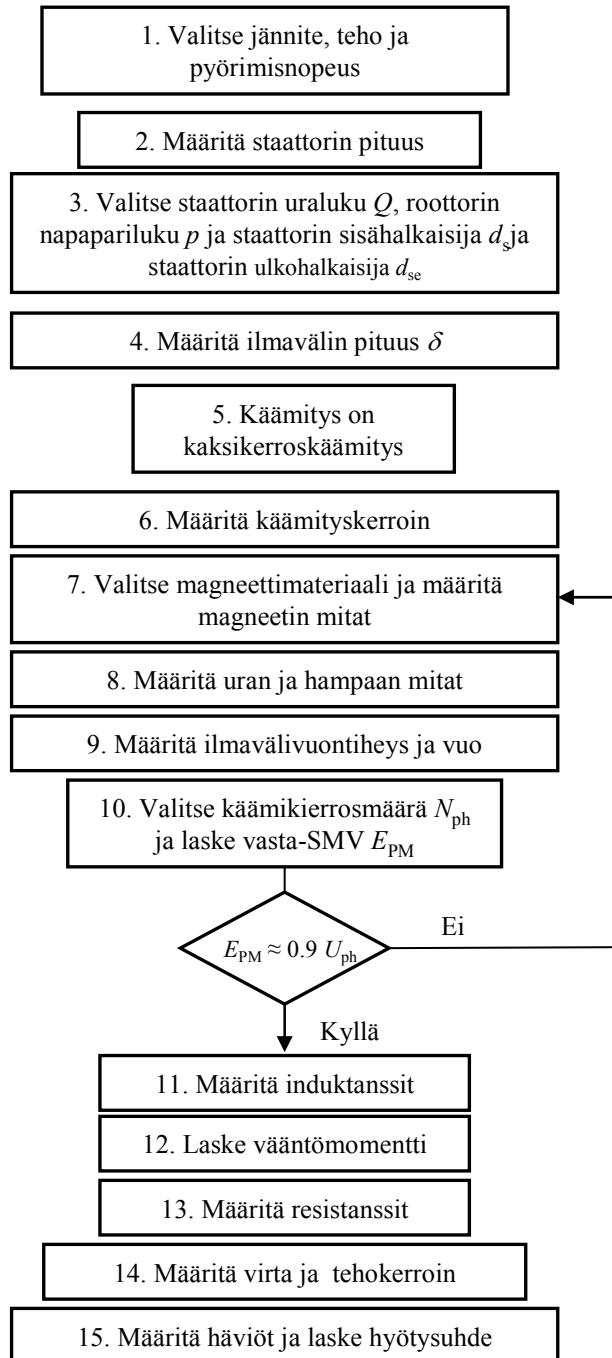 1. Valitse jännite, teho ja
pyörimisnopeus
2. Määritä staattorin pituus
3. Valitse staattorin uraluku Q, roottorin
napapariluku p ja staattorin sisähalkaisija dsja
staattorin ulkohalkaisija dse
4. Määritä ilmavälin pituus δ
5. Käämitys on
kaksikerroskäämitys
6. Määritä käämityskerroin
7. Valitse magneettimateriaali ja määritä
magneetin mitat
8. Määritä uran ja hampaan mitat
9. Määritä ilmavälivuontiheys ja vuo
10. Valitse käämikierrosmäärä Nph
ja laske vasta-SMV EPM
EPM ≈ 0.9 Uph
Ei
Kyllä
11. Määritä induktanssit
12. Laske vääntömomentti
13. Määritä resistanssit
14. Määritä virta ja tehokerroin
15. Määritä häviöt ja laske hyötysuhde